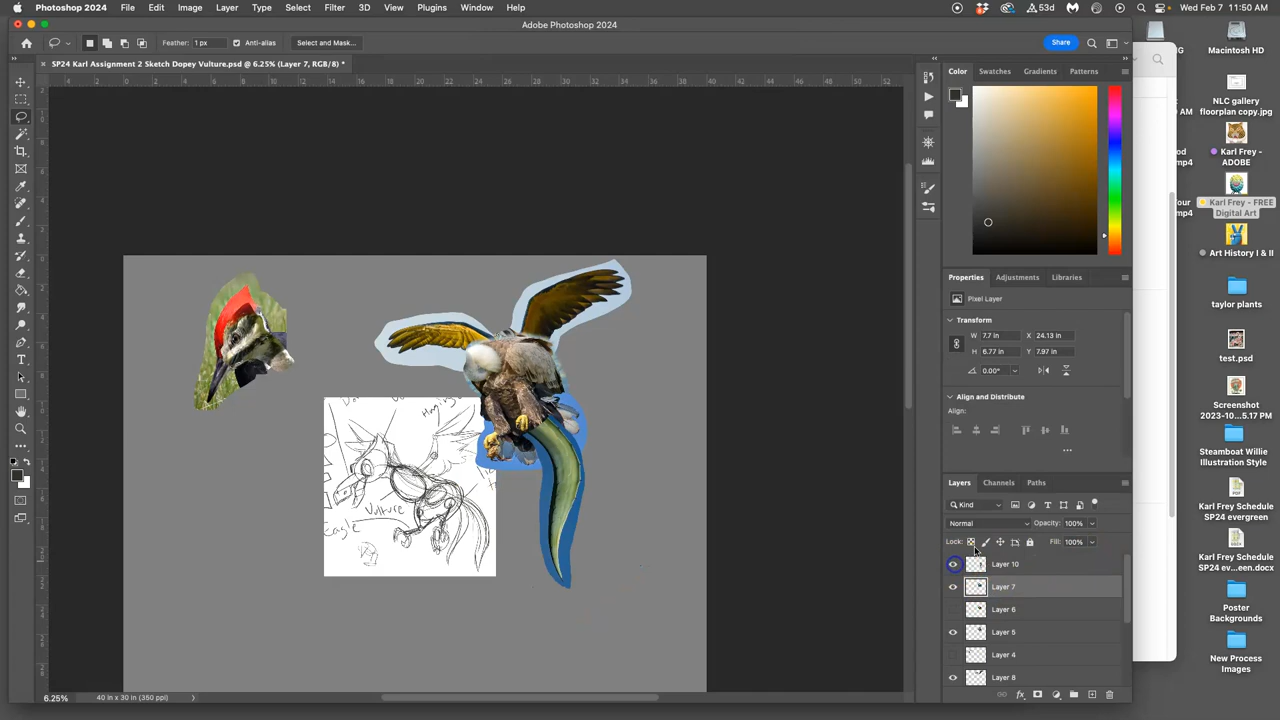 Photoshop 2024 File Edit Image Layer Type Select Filter 3D View Plugins Window Help 53d Wed Feb 7 11:50 AM
Adobe Photoshop 2024
Feather: 1 px Anti-alias Select and Mask... Share
SP24 Karl Assignment 2 Sketch Dopey Vulture.psd @ 6.25% (Layer 7, RGB/8) *
Color Swatches Gradients Patterns
Properties Adjustments Libraries
Pixel Layer
Transform
W: 7.7 in X: 24.13 in
H: 6.77 in Y: 7.97 in
0.00°
Align and Distribute
Align:
Layers Channels Paths
Kind
Normal Opacity: 100%
Lock: Fill: 100%
Layer 10
Layer 7
Layer 6
Layer 5
Layer 4
Layer 8
Eagle
Vulture
6.25% 40 in x 30 in (350 ppi)
Macintosh HD
NLC gallery
floorplan copy.jpg
Karl Frey -
ADOBE
Karl Frey - FREE
Digital Art
Art History I & II
taylor plants
test.psd
Screenshot
2023-10...5.17 PM
Steamboat Willie
Illustration Style
Karl Frey Schedule
SP24 evergreen
Karl Frey Schedule
SP24 ev...een.docx
Poster
Backgrounds
New Process
Images